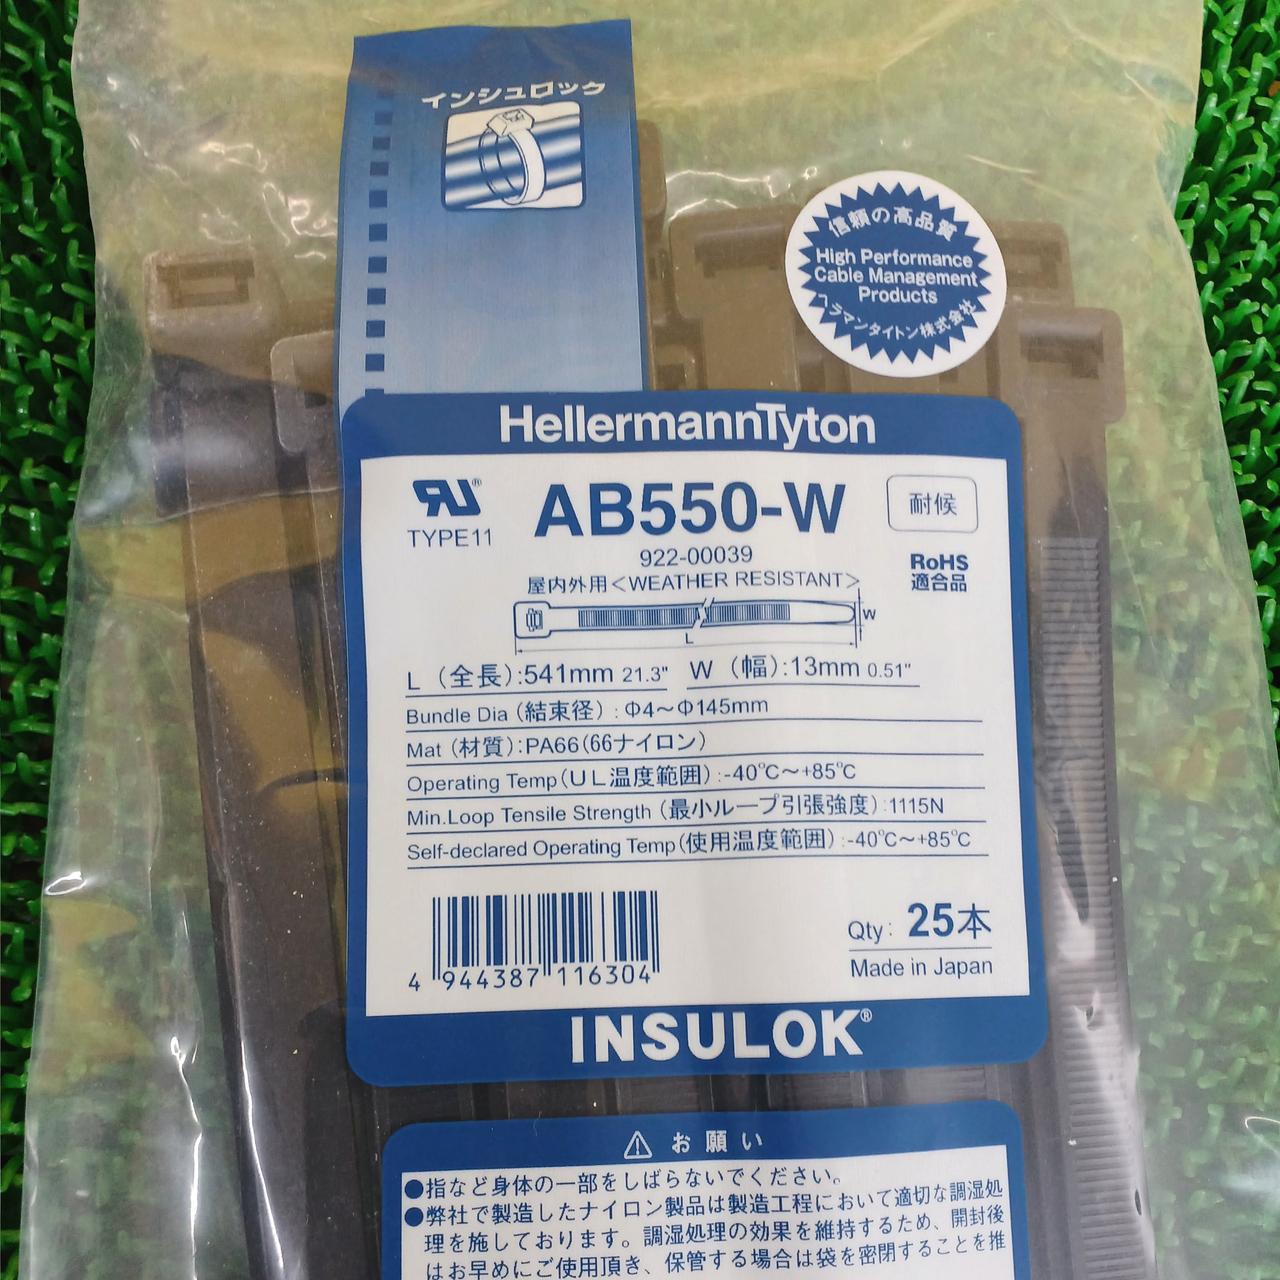 インシュロック
信頼の高品質
High Performance
Cable Management
Products
ヘラマンタイトン株式会社
HellermannTyton
RU®
TYPE11
AB550-W
耐候
922-00039
屋内外用<WEATHER RESISTANT>
RoHS
適合品
W
L
L（全長）:541mm 21.3" W（幅）:13mm 0.51"
Bundle Dia（結束径）: Φ4～Φ145mm
Mat（材質）:PA66(66ナイロン)
Operating Temp(UL温度範囲）:-40℃～+85℃
Min.Loop Tensile Strength（最小ループ引張強度）:1115N
Self-declared Operating Temp(使用温度範囲）:-40℃～+85℃
4 944387 116304
Qty: 25本
Made in Japan
INSULOK®
⚠ お願い
●指など身体の一部をしばらないでください。
●弊社で製造したナイロン製品は製造工程において適切な調湿処
理を施しております。調湿処理の効果を維持するため、開封後
はお早めにご使用頂き、保管する場合は袋を密閉することを推